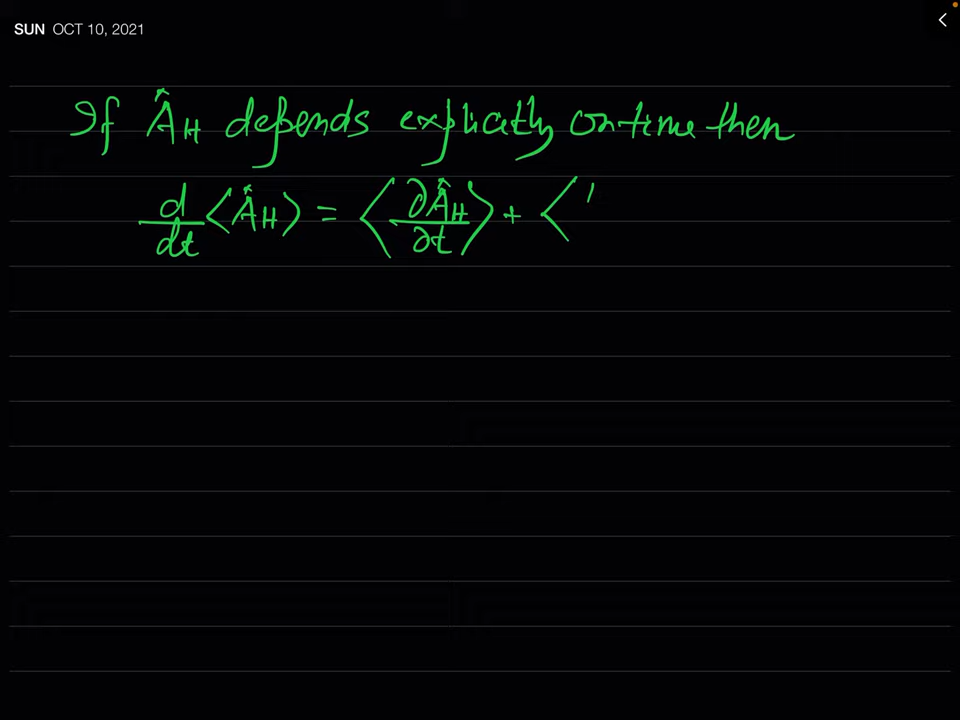 SUN OCT 10, 2021
If Â_H depends explicitly on time then
d/dt ⟨Â_H⟩ = ⟨∂Â_H/∂t⟩ + ⟨